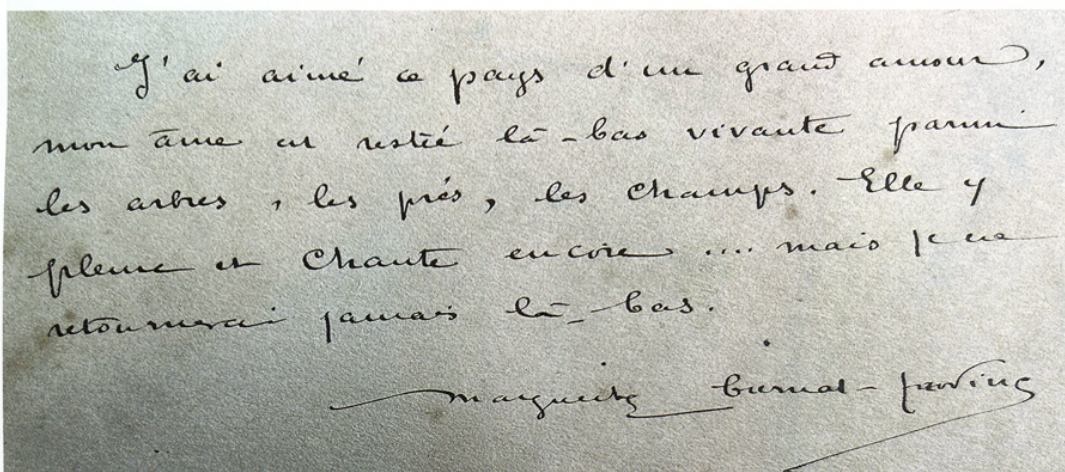 J'ai aimé ce pays d'un grand amour,
mon âme est restée là-bas vivante parmi
les arbres, les prés, les champs. Elle y
pleure et chante encore .... mais je ne
retournerai jamais là-bas.
Marguerite Burnat-Provins